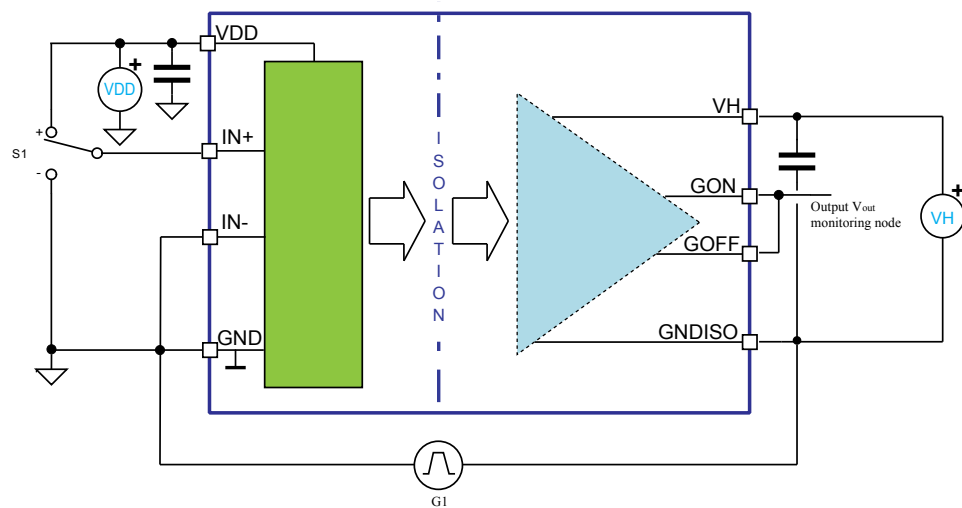 VDD
+
VDD
+
S1
-
IN+
IN-
GND
I
S
O
L
A
T
I
O
N
VH
GON
GOFF
GNDISO
Output Vout
monitoring node
+
VH
G1